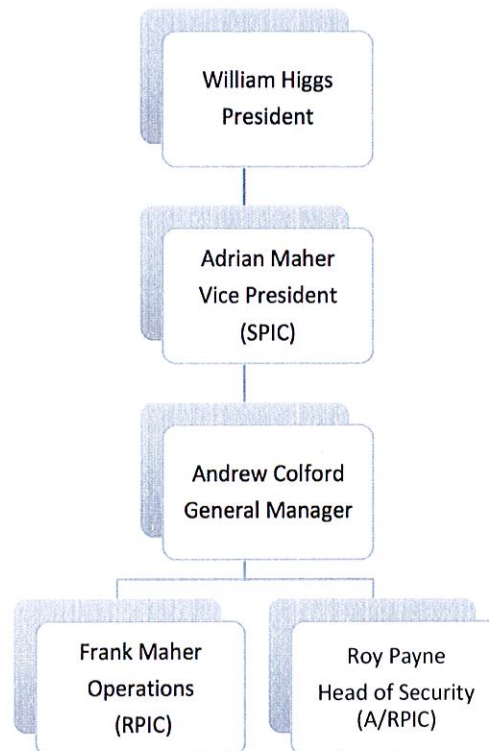 William Higgs
President
Adrian Maher
Vice President
(SPIC)
Andrew Colford
General Manager
Frank Maher
Operations
(RPIC)
Roy Payne
Head of Security
(A/RPIC)